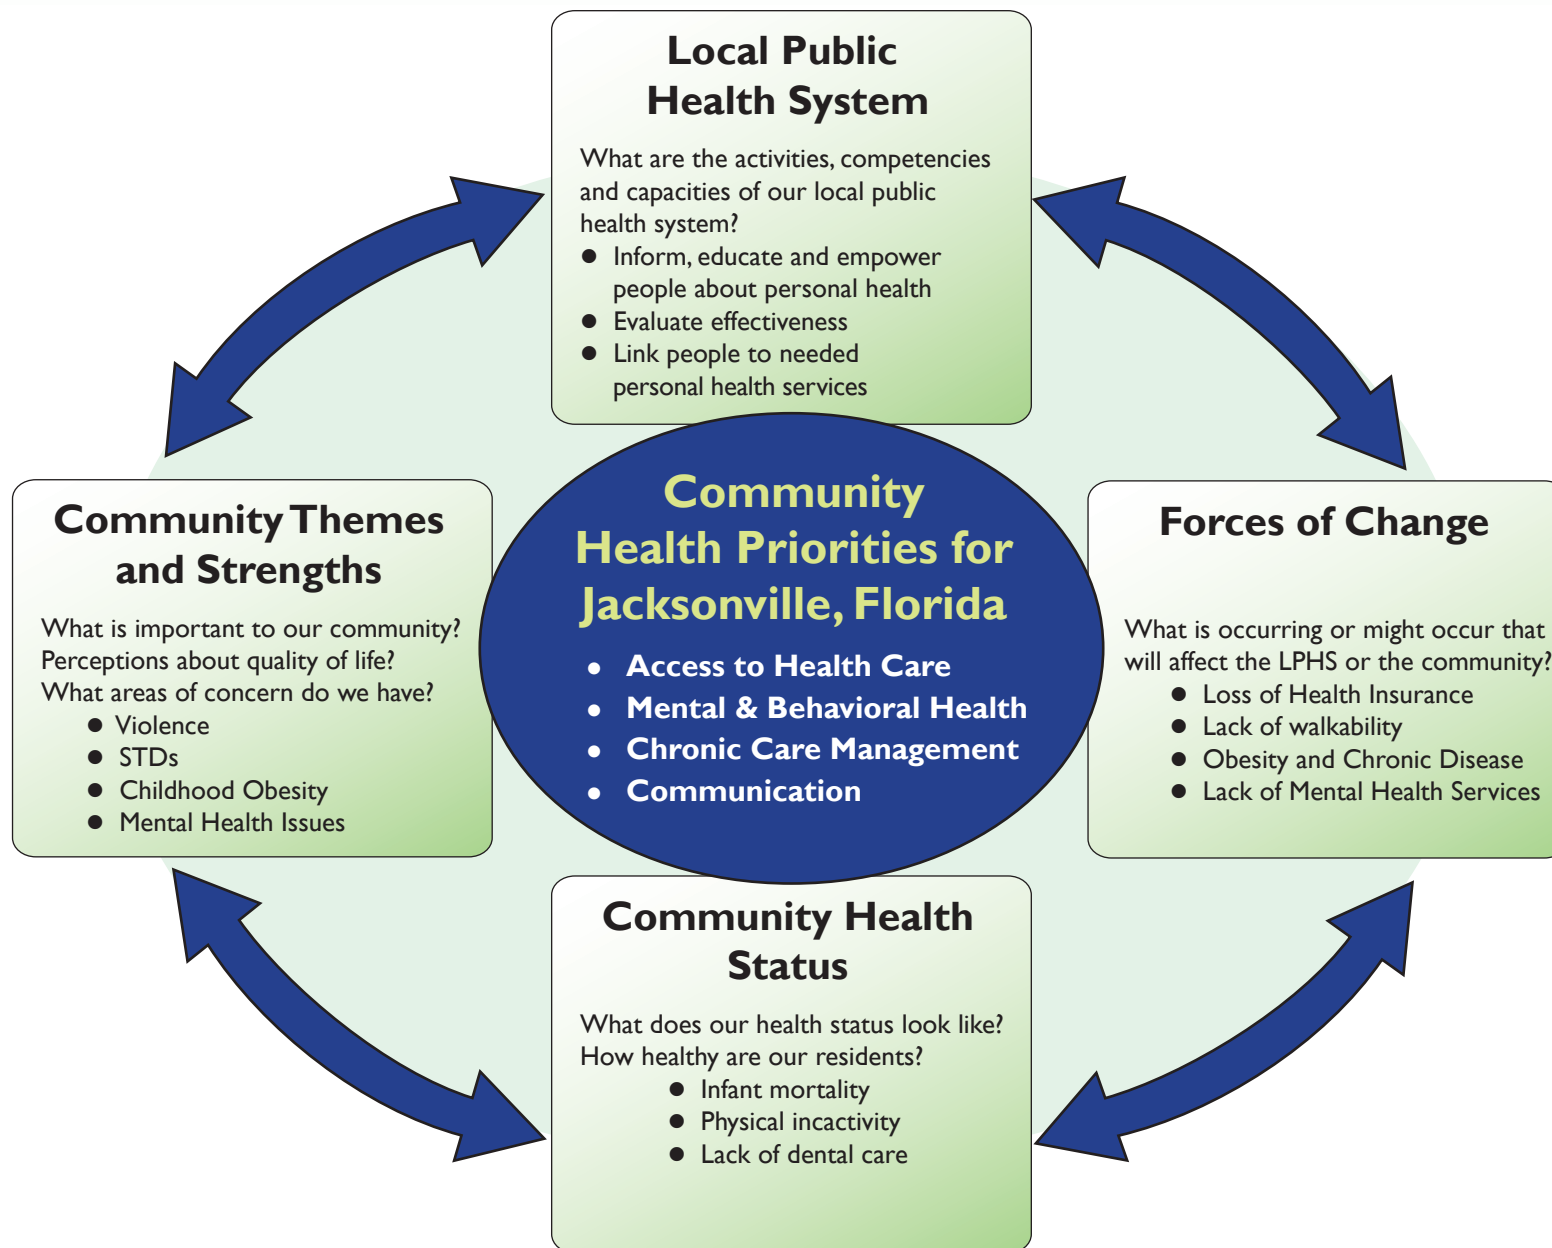 Local Public
Health System
What are the activities, competencies
and capacities of our local public
health system?
● Inform, educate and empower
people about personal health
● Evaluate effectiveness
● Link people to needed
personal health services
Community Themes
and Strengths
What is important to our community?
Perceptions about quality of life?
What areas of concern do we have?
● Violence
● STDs
● Childhood Obesity
● Mental Health Issues
Community
Health Priorities for
Jacksonville, Florida
● Access to Health Care
● Mental & Behavioral Health
● Chronic Care Management
● Communication
Forces of Change
What is occurring or might occur that
will affect the LPHS or the community?
● Loss of Health Insurance
● Lack of walkability
● Obesity and Chronic Disease
● Lack of Mental Health Services
Community Health
Status
What does our health status look like?
How healthy are our residents?
● Infant mortality
● Physical incactivity
● Lack of dental care